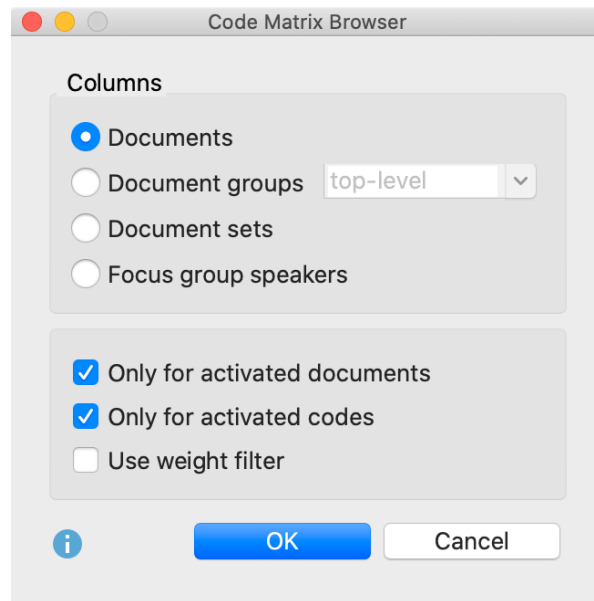 Code Matrix Browser
Columns
Documents
Document groups top-level
Document sets
Focus group speakers
Only for activated documents
Only for activated codes
Use weight filter
i OK Cancel